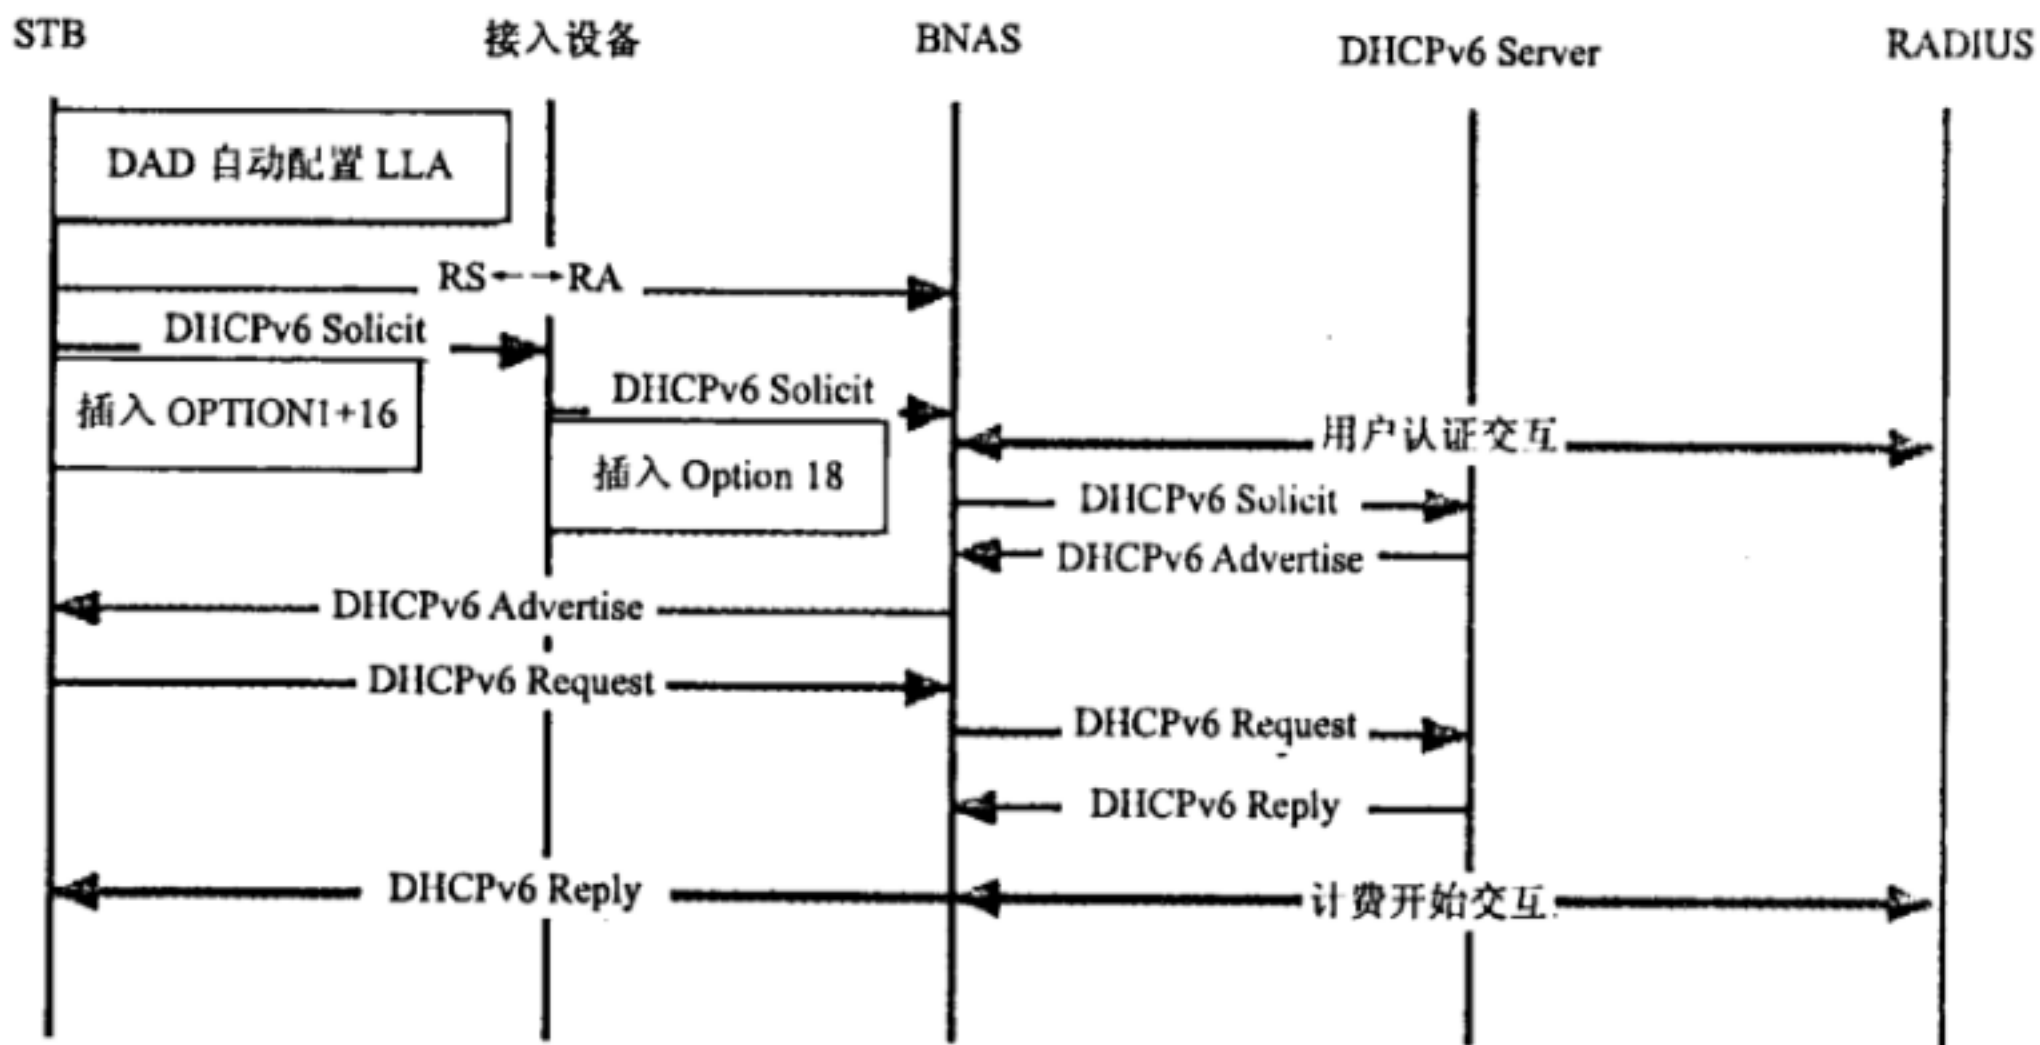 STB
接入设备
BNAS
DHCPv6 Server
RADIUS
DAD 自动配置 LLA
RS RA
DHCPv6 Solicit
DHCPv6 Solicit
插入 OPTION1+16
用户认证交互
插入 Option 18
DHCPv6 Solicit
DHCPv6 Advertise
DHCPv6 Advertise
DHCPv6 Request
DHCPv6 Request
DHCPv6 Reply
DHCPv6 Reply
计费开始交互